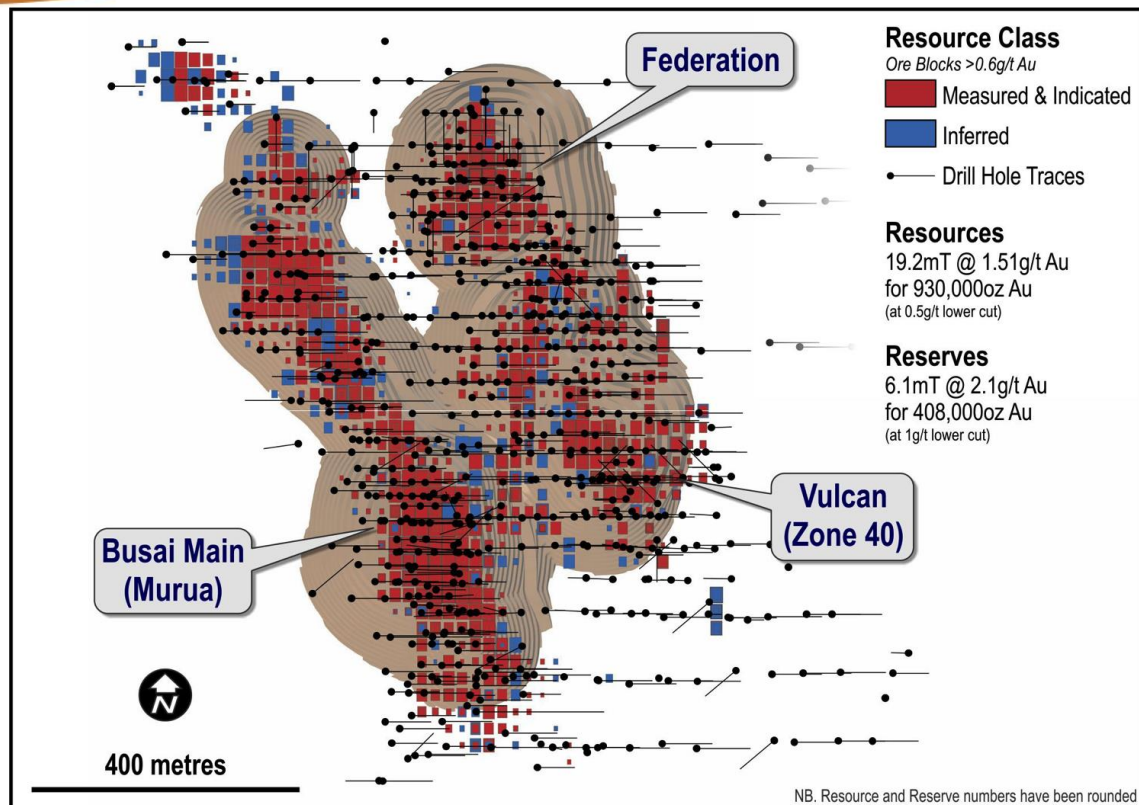 Federation
Resource Class
Ore Blocks >0.6g/t Au
Measured & Indicated
Inferred
Drill Hole Traces
Resources
19.2mT @ 1.51g/t Au
for 930,000oz Au
(at 0.5g/t lower cut)
Reserves
6.1mT @ 2.1g/t Au
for 408,000oz Au
(at 1g/t lower cut)
Vulcan
(Zone 40)
Busai Main
(Murua)
N
400 metres
NB. Resource and Reserve numbers have been rounded